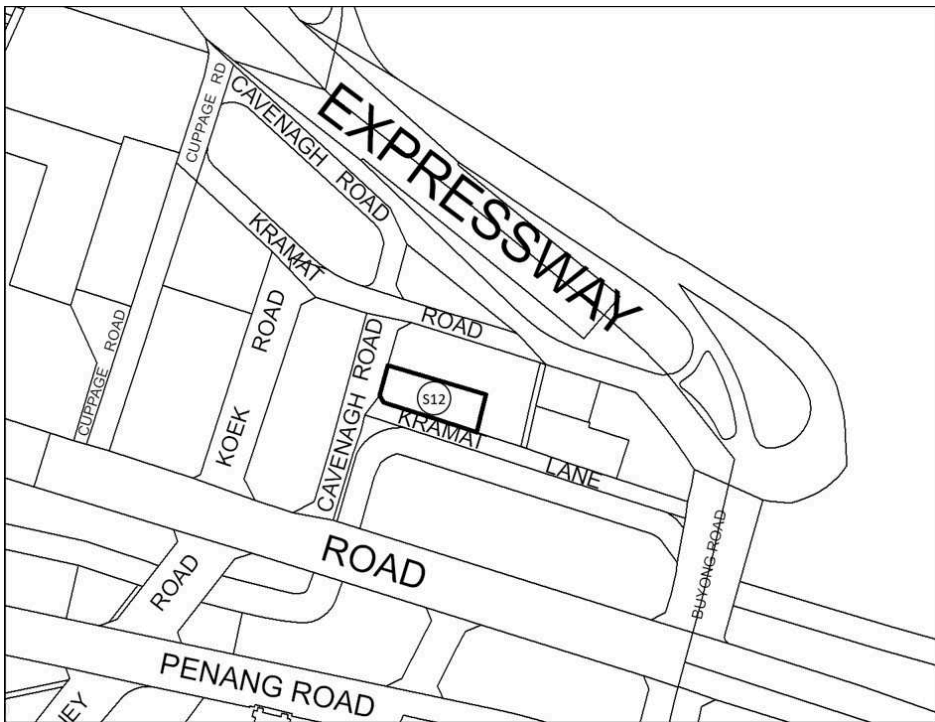 CUPPAGE RD
CAVENAGH ROAD
EXPRESSWAY
KRAMAT
ROAD
ROAD
KOEK
CUPPAGE ROAD
CAVENAGH ROAD
S12
KRAMAT
LANE
BUYONG ROAD
ROAD
ROAD
PENANG ROAD
NEY